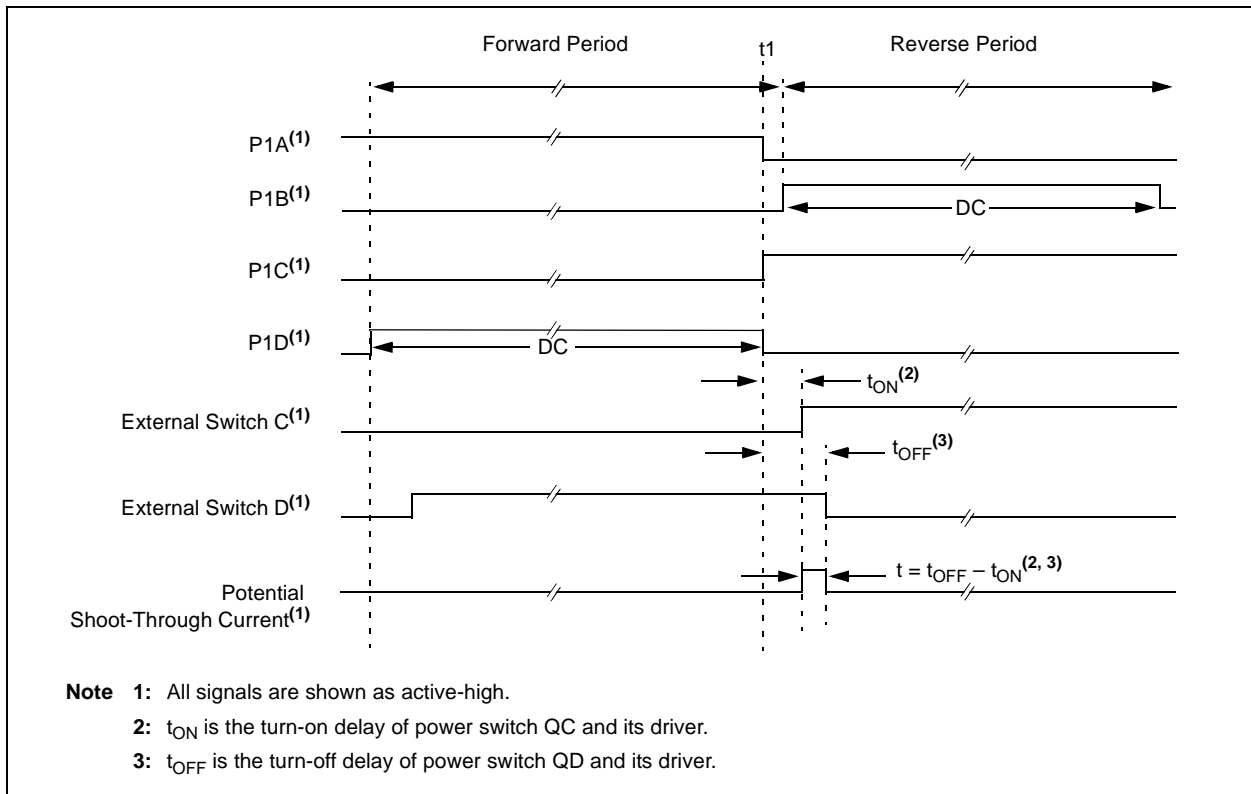 Forward Period t1 Reverse Period
P1A(1)
P1B(1)
DC
P1C(1)
P1D(1)
DC
tON(2)
External Switch C(1)
tOFF(3)
External Switch D(1)
t = tOFF – tON(2, 3)
Potential
Shoot-Through Current(1)
Note 1: All signals are shown as active-high.
2: tON is the turn-on delay of power switch QC and its driver.
3: tOFF is the turn-off delay of power switch QD and its driver.